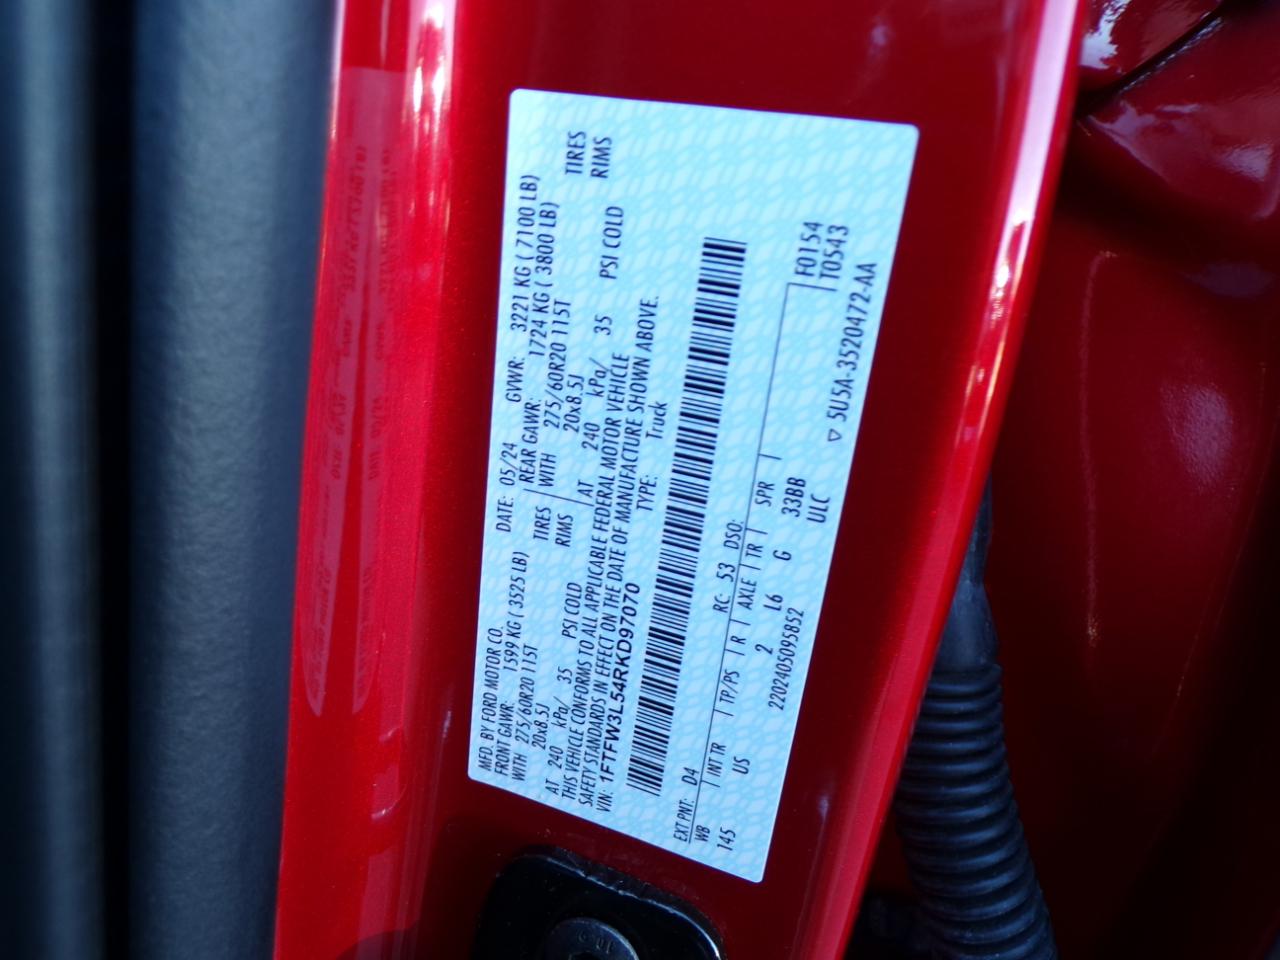 MFD. BY FORD MOTOR CO. DATE: 05/24 GVWR: 3221 KG ( 7100 LB)
FRONT GAWR: 1599 KG ( 3525 LB) REAR GAWR: 1724 KG ( 3800 LB)
WITH 275/60R20 115T TIRES WITH 275/60R20 115T TIRES
20x8.5J RIMS 20x8.5J RIMS
AT 240 kPa/ 35 PSI COLD AT 240 kPa/ 35 PSI COLD
THIS VEHICLE CONFORMS TO ALL APPLICABLE FEDERAL MOTOR VEHICLE
SAFETY STANDARDS IN EFFECT ON THE DATE OF MANUFACTURE SHOWN ABOVE.
VIN: 1FTFW3L54RKD97070 TYPE: Truck
EXT PNT: D4 RC: 53 DSO:
WB INT TR TP/PS R AXLE TR SPR F0154
145 US 2 L6 G 33BB T0543
2202405095852 ULC ▽ 5U5A-3520472-AA